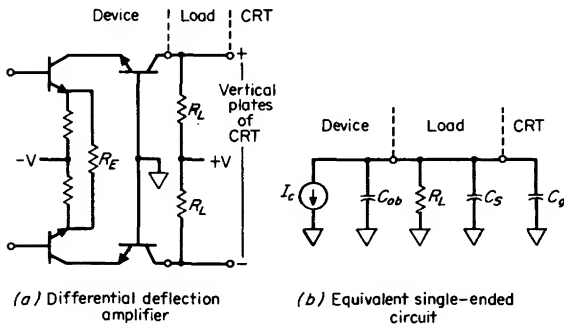 Device
Load
CRT
+
Vertical
plates
of
CRT
R_L
-V
R_E
+V
R_L
-
Device
Load
CRT
I_c
C_ob
R_L
C_S
C_d
(a) Differential deflection
amplifier
(b) Equivalent single-ended
circuit